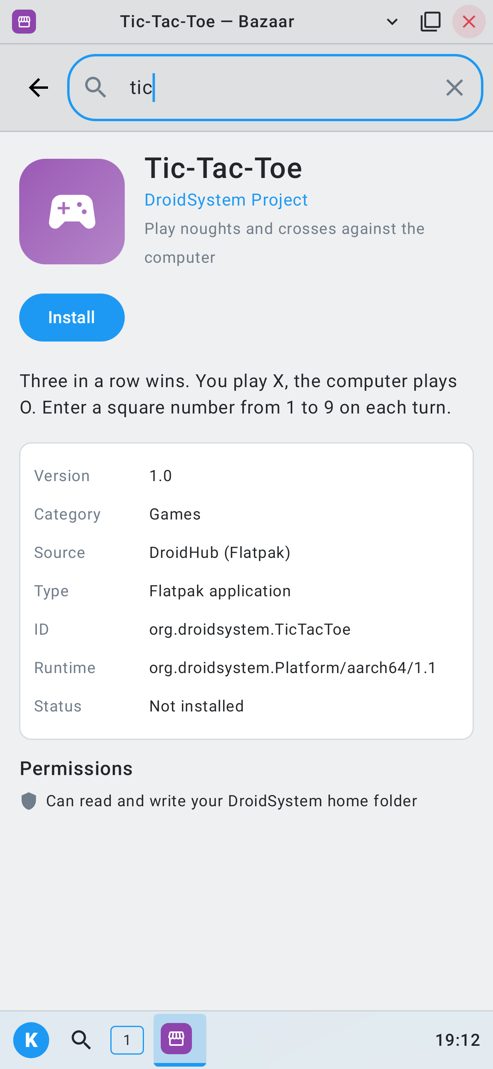 Tic-Tac-Toe — Bazaar
tic
Tic-Tac-Toe
DroidSystem Project
Play noughts and crosses against the
computer
Install
Three in a row wins. You play X, the computer plays
O. Enter a square number from 1 to 9 on each turn.
Version 1.0
Category Games
Source DroidHub (Flatpak)
Type Flatpak application
ID org.droidsystem.TicTacToe
Runtime org.droidsystem.Platform/aarch64/1.1
Status Not installed
Permissions
Can read and write your DroidSystem home folder
K 1 19:12